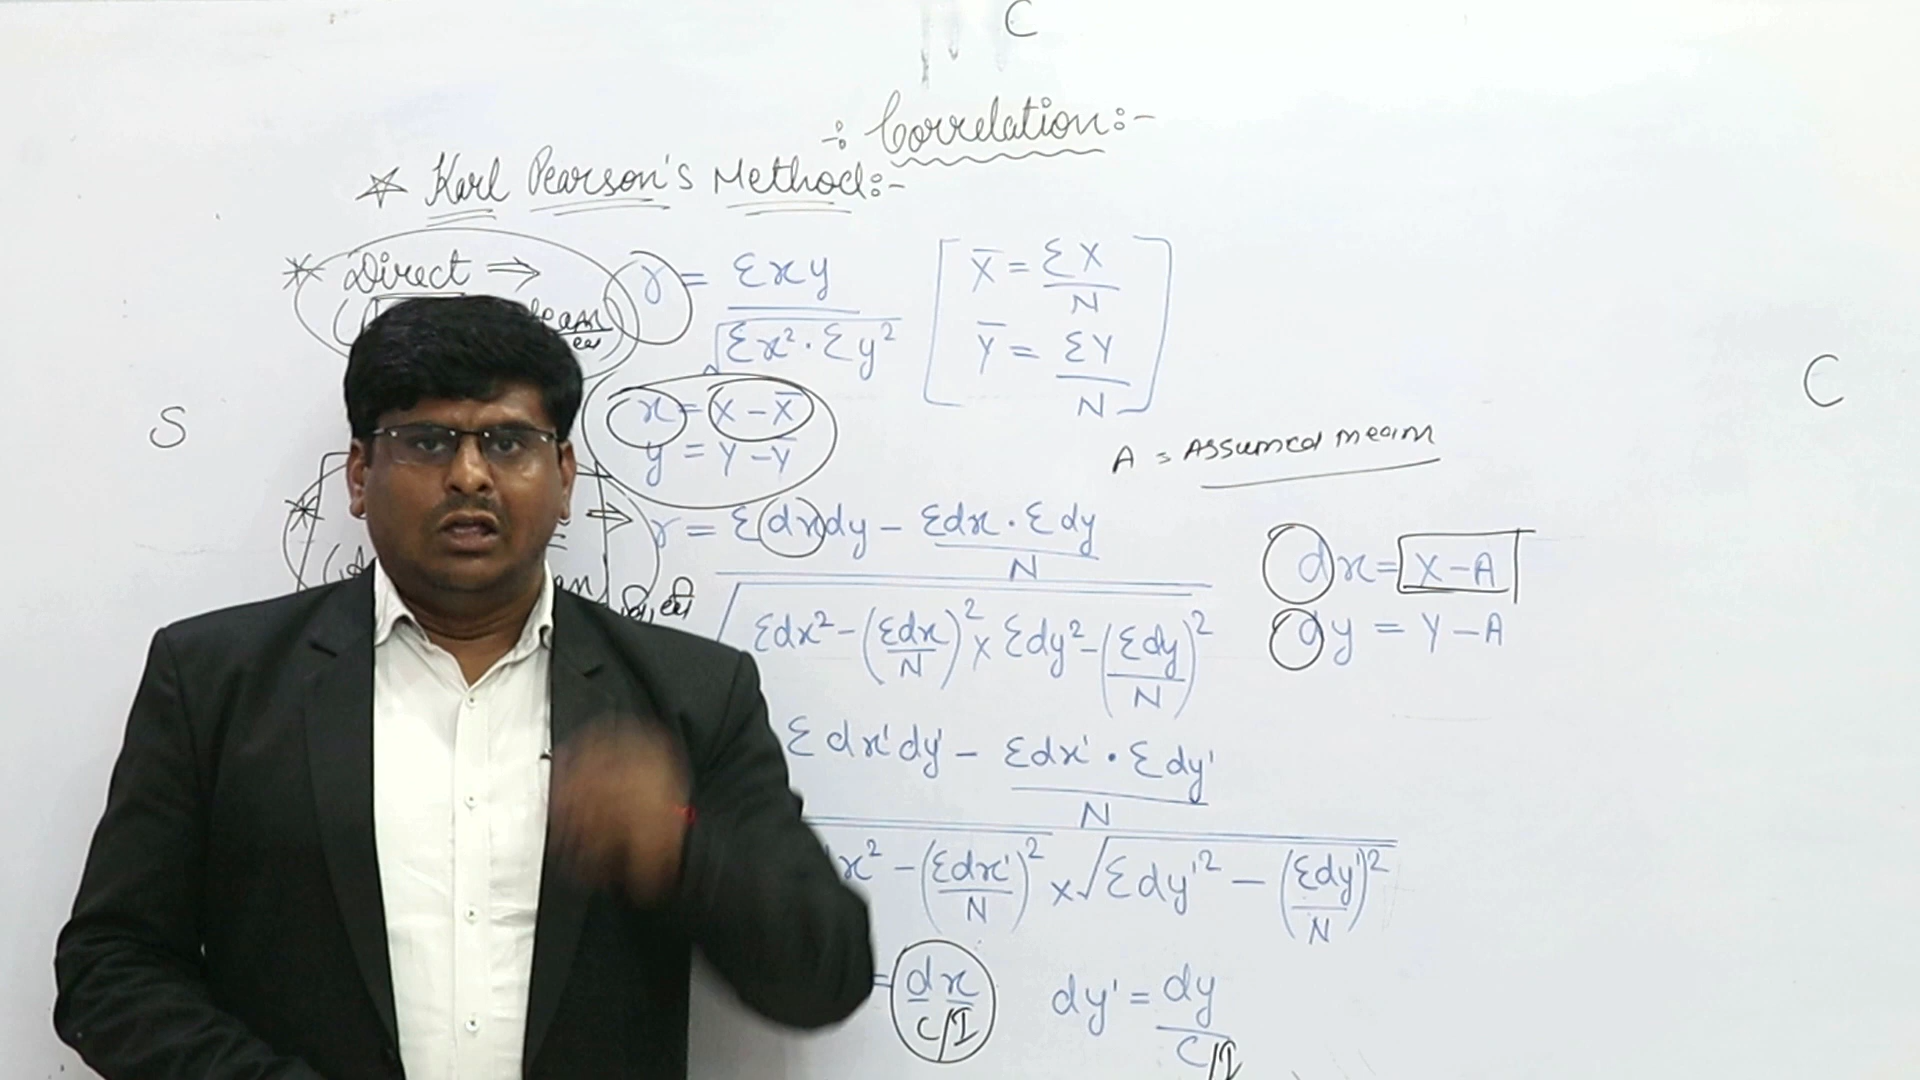 C
÷ Correlation:-
☆ Karl Pearson's Method:-
* Direct ⇒ r = Σxy / √Σx²·Σy² [X̄ = ΣX/N
Ȳ = ΣY/N]
x = X - X̄
y = Y - Ȳ
S
C
A = Assumed mean
* ⇒ r = Σdxdy - Σdx·Σdy/N
√Σdx² - (Σdx/N)² × Σdy² - (Σdy/N)²
dx = X - A
dy = Y - A
Σdx'dy' - Σdx'·Σdy'/N
x² - (Σdx'/N)² × √Σdy'² - (Σdy'/N)²
= dx/C/I dy' = dy/C/I